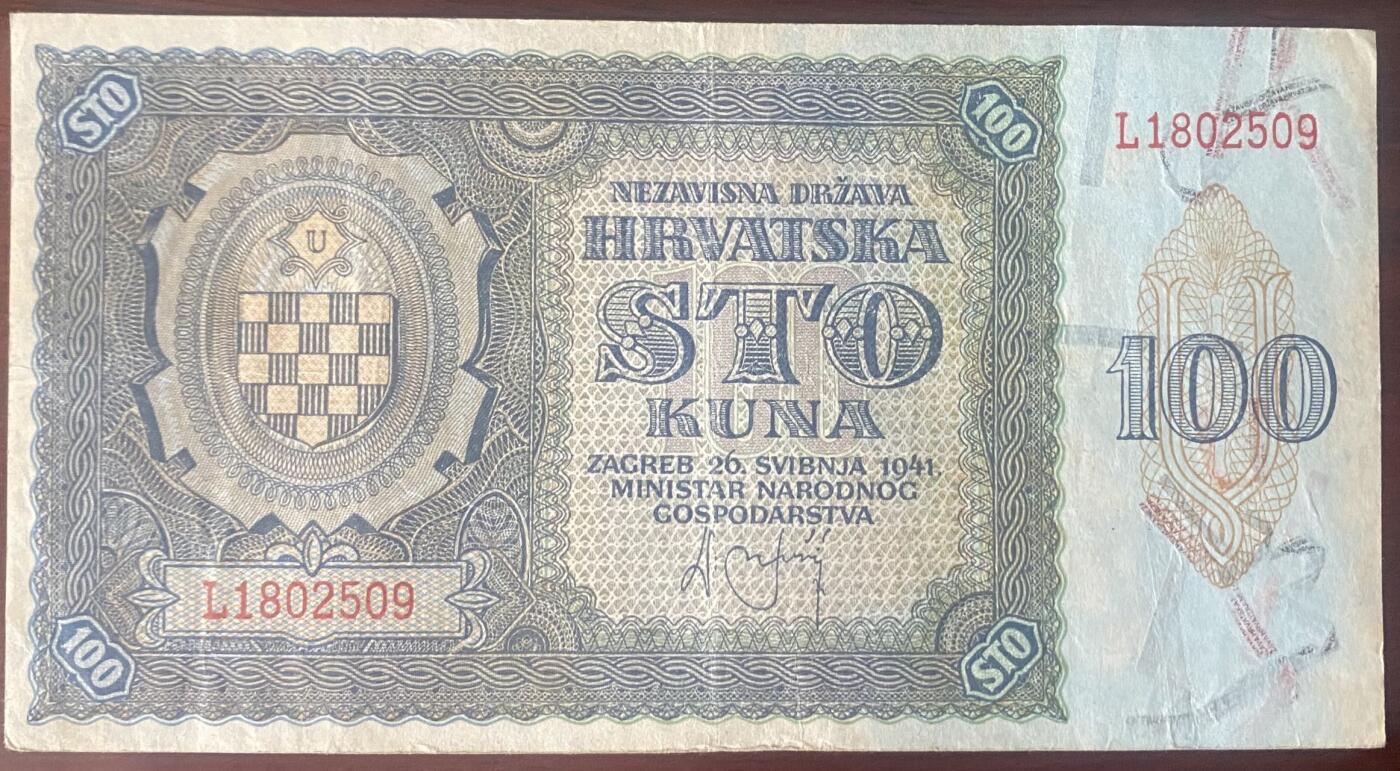 STO
100
L1802509
U
NEZAVISNA DRŽAVA
HRVATSKA
STO
KUNA
100
ZAGREB 26. SVIBNJA 1941.
MINISTAR NARODNOG
GOSPODARSTVA
L1802509
100
STO